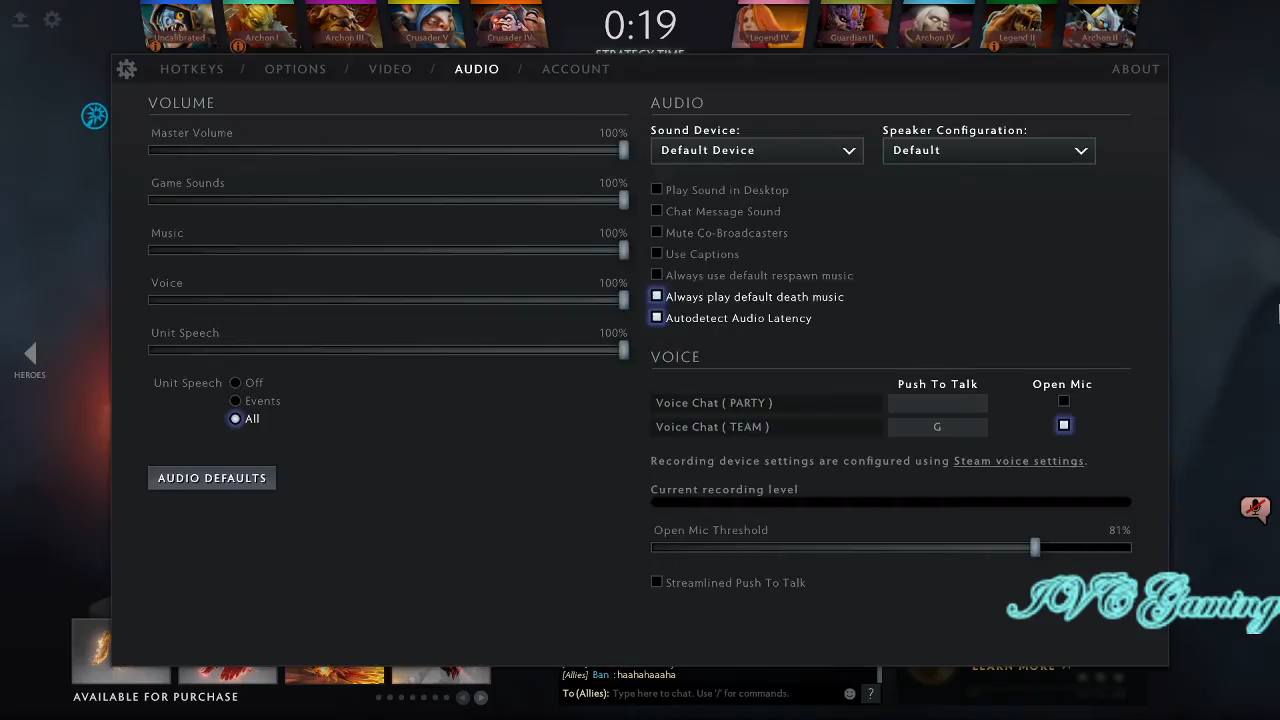 0:19
STRATEGY TIME
Uncalibrated
Archon I
Archon III
Crusader V
Crusader IV
Legend IV
Guardian II
Archon IV
Legend II
Archon II
HOTKEYS / OPTIONS / VIDEO / AUDIO / ACCOUNT
ABOUT
VOLUME
Master Volume 100%
Game Sounds 100%
Music 100%
Voice 100%
Unit Speech 100%
Unit Speech Off
Events
All
AUDIO DEFAULTS
AUDIO
Sound Device: Speaker Configuration:
Default Device Default
Play Sound in Desktop
Chat Message Sound
Mute Co-Broadcasters
Use Captions
Always use default respawn music
Always play default death music
Autodetect Audio Latency
VOICE
Push To Talk Open Mic
Voice Chat ( PARTY )
Voice Chat ( TEAM ) G
Recording device settings are configured using Steam voice settings.
Current recording level
Open Mic Threshold 81%
Streamlined Push To Talk
HEROES
JVO Gaming
AVAILABLE FOR PURCHASE
[Allies] Ban : haahahaaaha
To (Allies): Type here to chat. Use '/' for commands. ?
LEARN MORE